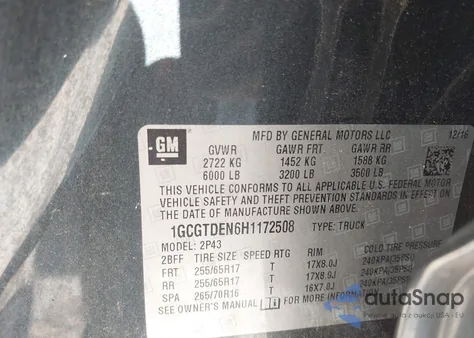 GM
MFD BY GENERAL MOTORS LLC 12/16
GVWR GAWR FRT GAWR RR
2722 KG 1452 KG 1588 KG
6000 LB 3200 LB 3500 LB
THIS VEHICLE CONFORMS TO ALL APPLICABLE U.S. FEDERAL MOTOR
VEHICLE SAFETY AND THEFT PREVENTION STANDARDS IN EFFECT
ON THE DATE OF MANUFACTURE SHOWN ABOVE.
1GCGTDEN6H1172508 TYPE: TRUCK
MODEL: 2P43
2BFF TIRE SIZE SPEED RTG RIM COLD TIRE PRESSURE
FRT 255/65R17 T 17X8.0J 240KPA(35PSI)
RR 255/65R17 T 17X8.0J 240KPA(35PSI)
SPA 265/70R16 T 16X7.0J 240KPA(35PSI)
SEE OWNER'S MANUAL FOR MORE INFORMATION
autaSnap